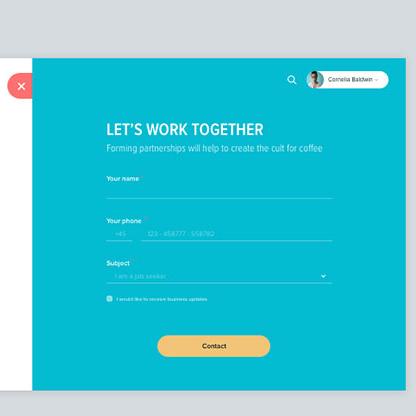 Cornelia Baldwin
LET'S WORK TOGETHER
Forming partnerships will help to create the cult for coffee
Your name
Your phone
+45
123 - 458777 - 558782
Subject
I am a job seeker
I would like to receive business updates
Contact